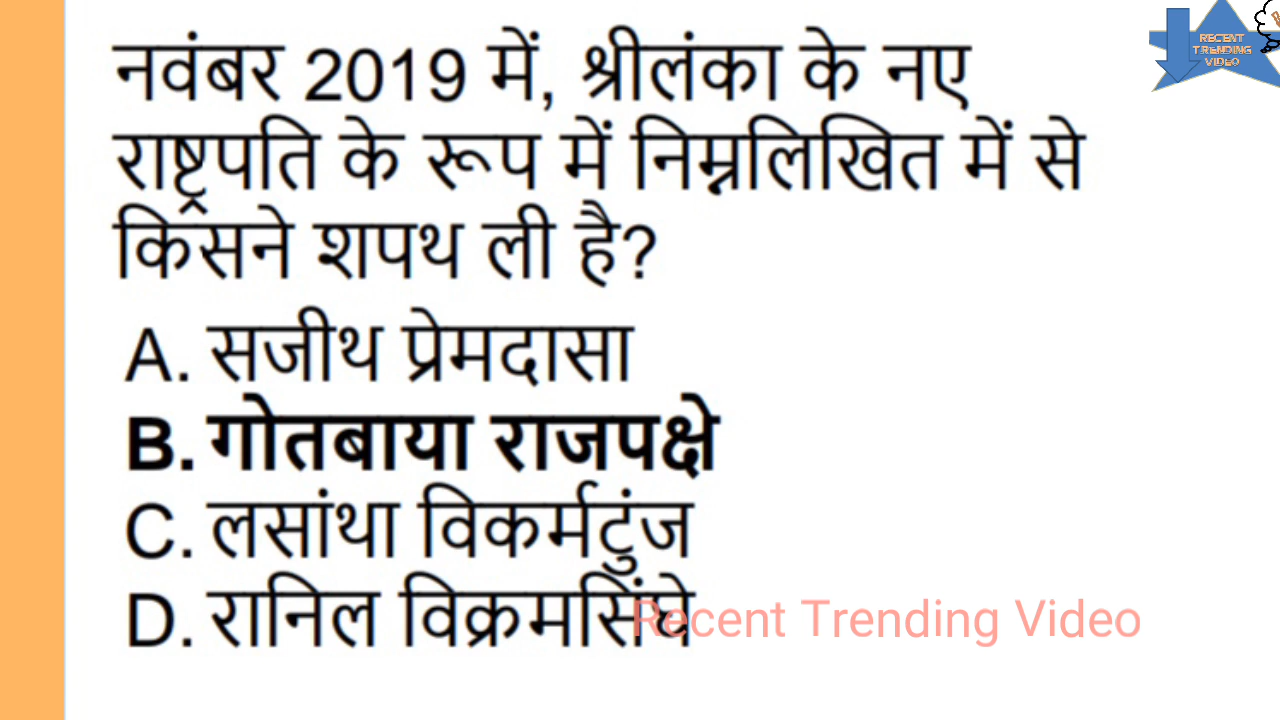 RECENT
TRENDING
VIDEO
नवंबर 2019 में, श्रीलंका के नए
राष्ट्रपति के रूप में निम्नलिखित में से
किसने शपथ ली है?
A. सजीथ प्रेमदासा
B. गोतबाया राजपक्षे
C. लसांथा विकर्मटुंज
D. रानिल विक्रमसिंघे
Recent Trending Video